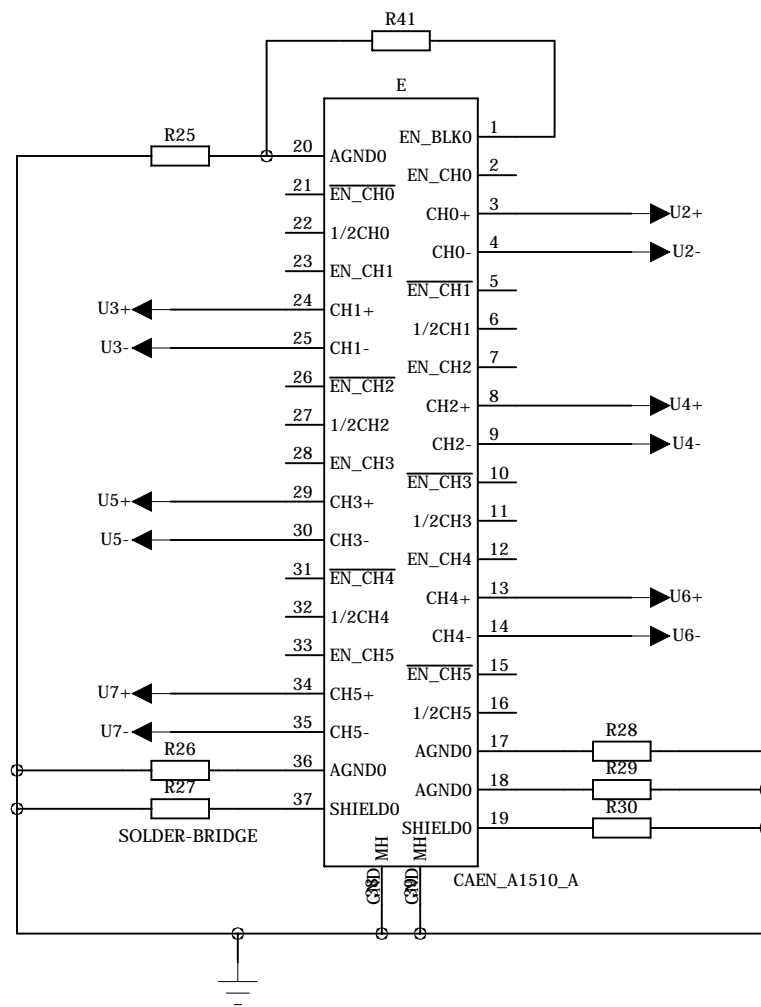 R41
E
R25
20
AGND0
EN_BLK0
1
21
EN_CH0
EN_CH0
2
22
1/2CH0
CH0+
3
U2+
23
EN_CH1
CH0-
4
U2-
U3+
24
CH1+
EN_CH1
5
U3-
25
CH1-
1/2CH1
6
26
EN_CH2
EN_CH2
7
27
1/2CH2
CH2+
8
U4+
28
EN_CH3
CH2-
9
U4-
U5+
29
CH3+
EN_CH3
10
U5-
30
CH3-
1/2CH3
11
31
EN_CH4
EN_CH4
12
32
1/2CH4
CH4+
13
U6+
33
EN_CH5
CH4-
14
U6-
U7+
34
CH5+
EN_CH5
15
U7-
35
CH5-
1/2CH5
16
R26
36
AGND0
AGND0
17
R28
R27
37
SHIELD0
AGND0
18
R29
SOLDER-BRIDGE
SHIELD0
19
R30
MH
MH
GND
38
GND
39
CAEN_A1510_A